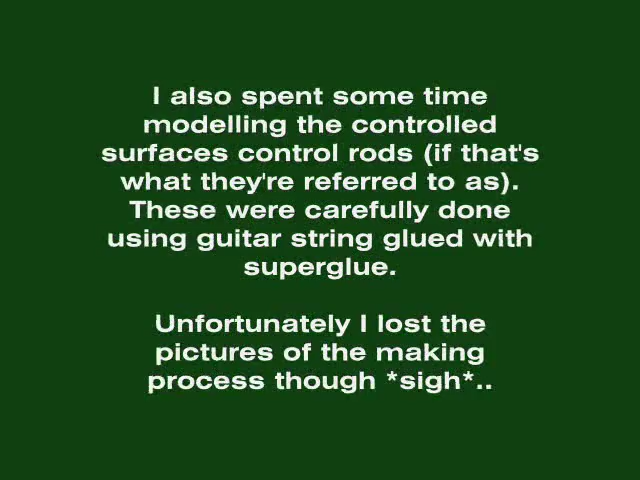 I also spent some time
modelling the controlled
surfaces control rods (if that's
what they're referred to as).
These were carefully done
using guitar string glued with
superglue.
Unfortunately I lost the
pictures of the making
process though *sigh*..